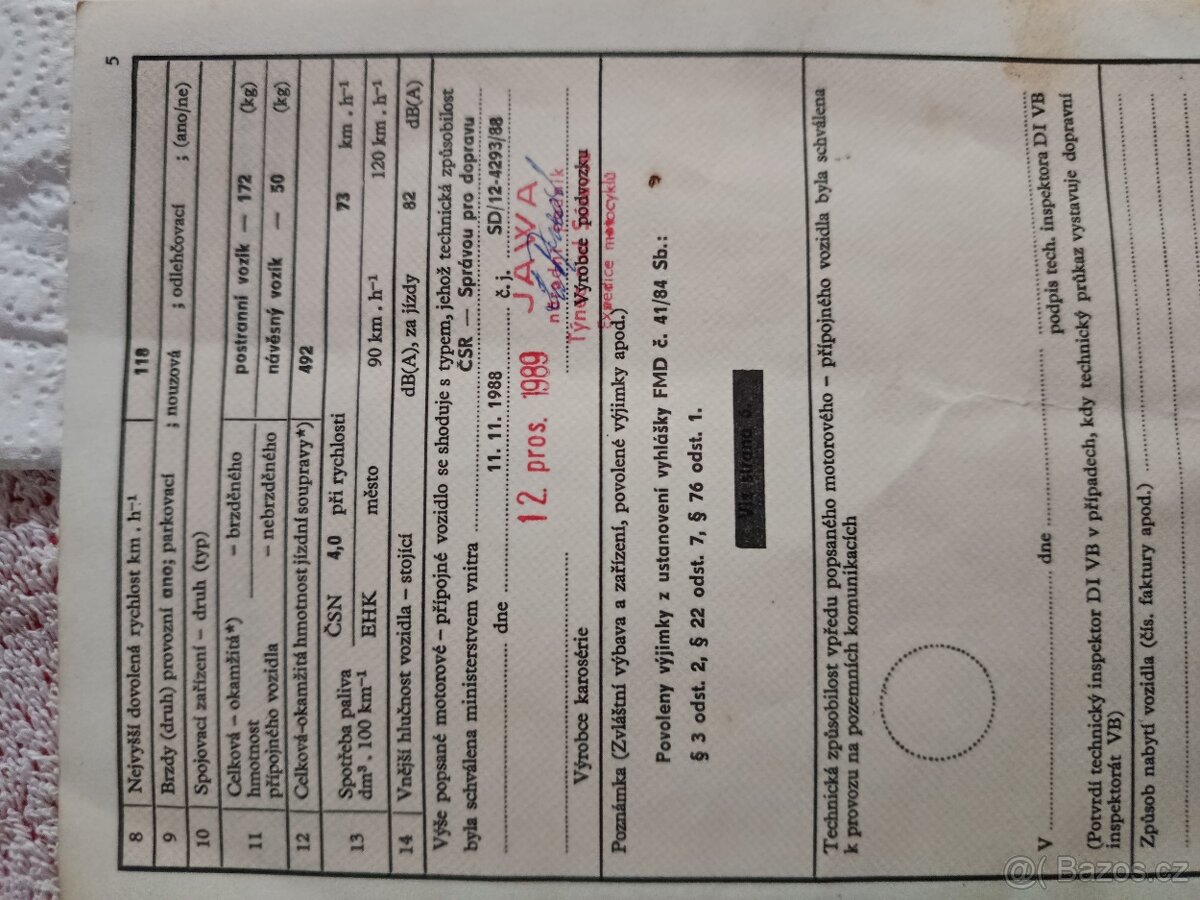 5
8 Nejvyšší dovolená rychlost km . h⁻¹ 118
9 Brzdy (druh) provozní ano; parkovací ; nouzová ; odlehčovací ; (ano/ne)
10 Spojovací zařízení – druh (typ)
11 Celková – okamžitá*) hmotnost přípojného vozidla – brzděného postranní vozík — 172 (kg)
– nebrzděného návěsný vozík — 50 (kg)
12 Celková-okamžitá hmotnost jízdní soupravy*) 492
13 Spotřeba paliva dm³ . 100 km⁻¹ ČSN 4,0 při rychlosti 73 km . h⁻¹
EHK město 90 km . h⁻¹ 120 km . h⁻¹
14 Vnější hlučnost vozidla – stojící dB(A), za jízdy 82 dB(A)
Výše popsané motorové – přípojné vozidlo se shoduje s typem, jehož technická způsobilost
byla schválena ministerstvem vnitra ČSR — Správou pro dopravu
dne 11. 11. 1988 č. j. SD/12-4293/88
12. pros. 1989 JAWA
Výrobce karosérie Výrobce podvozku
Expedice motocyklů
Poznámka (Zvláštní výbava a zařízení, povolené výjimky apod.)
Povoleny výjimky z ustanovení vyhlášky FMD č. 41/84 Sb.:
§ 3 odst. 2, § 22 odst. 7, § 76 odst. 1.
Technická způsobilost vpředu popsaného motorového – přípojného vozidla byla schválena
k provozu na pozemních komunikacích
V dne
podpis tech. inspektora DI VB
(Potvrdí technický inspektor DI VB v případech, kdy technický průkaz vystavuje dopravní
inspektorát VB)
Způsob nabytí vozidla (čís. faktury apod.)
@( Bazos.cz